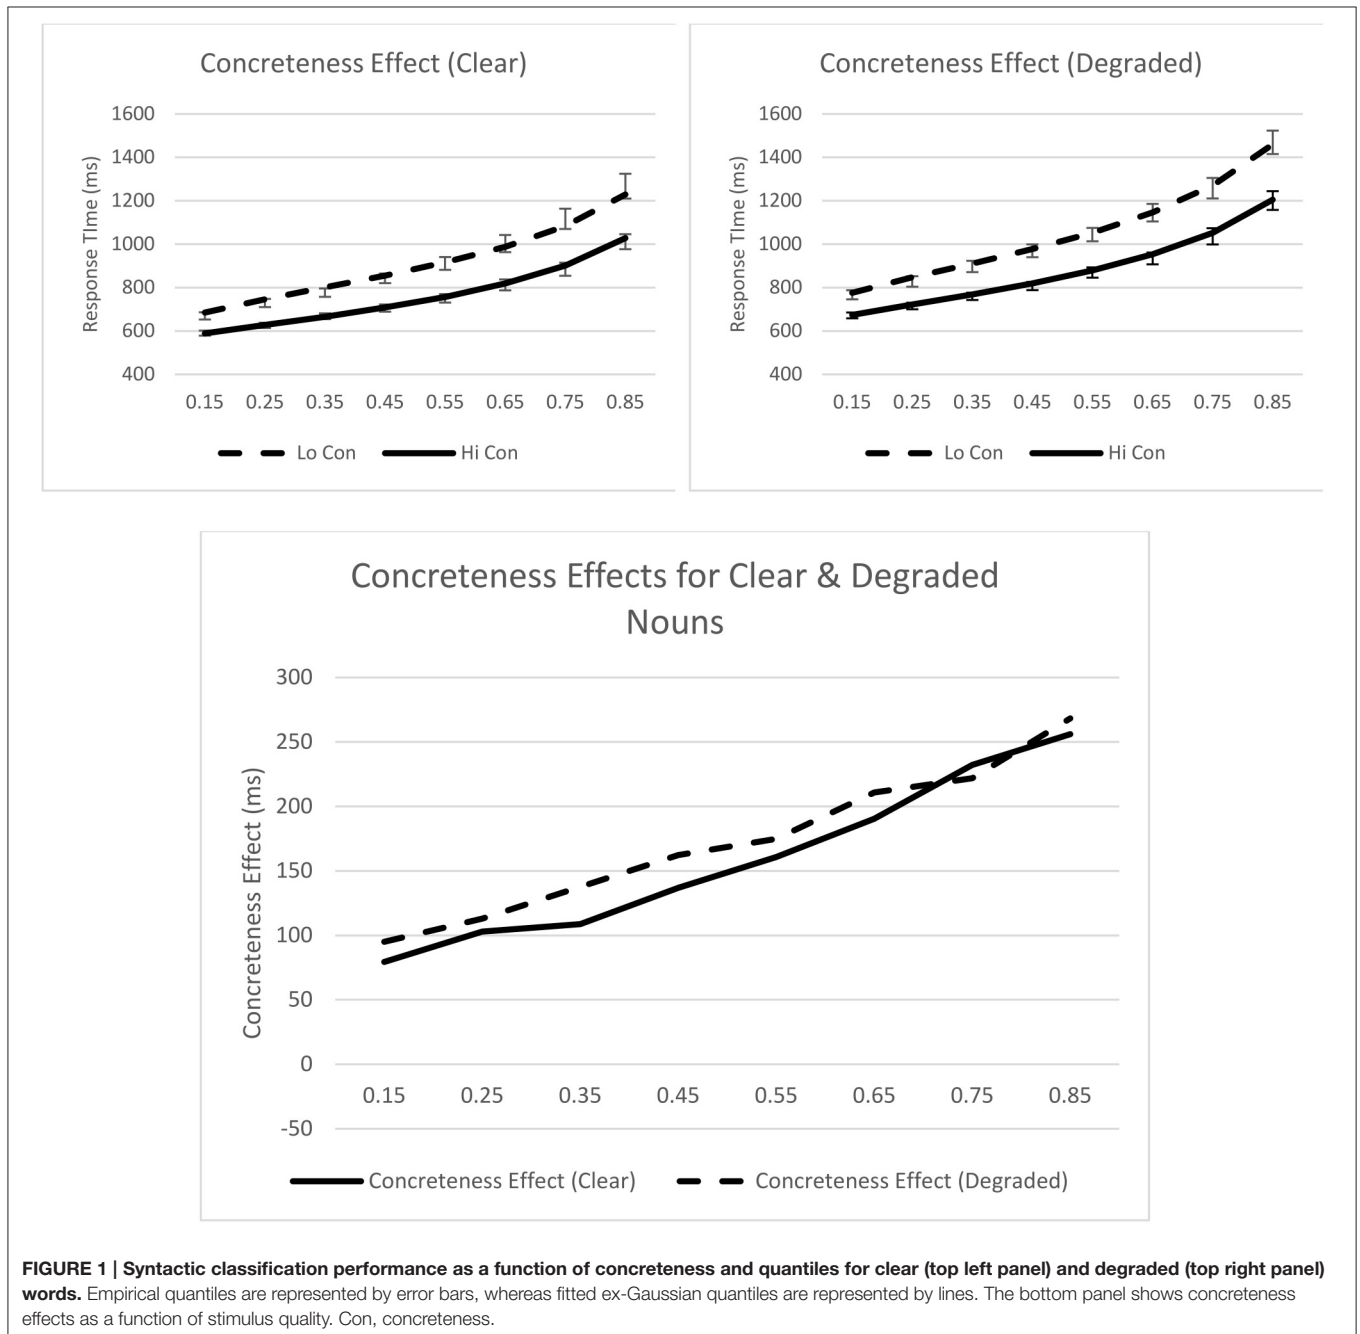 Concreteness Effect (Clear)
1600
1400
1200
1000
800
600
400
Response TIme (ms)
0.15 0.25 0.35 0.45 0.55 0.65 0.75 0.85
Lo Con Hi Con
Concreteness Effect (Degraded)
1600
1400
1200
1000
800
600
400
Response TIme (ms)
0.15 0.25 0.35 0.45 0.55 0.65 0.75 0.85
Lo Con Hi Con
Concreteness Effects for Clear & Degraded
Nouns
300
250
200
150
100
50
0
-50
Concreteness Effect (ms)
0.15 0.25 0.35 0.45 0.55 0.65 0.75 0.85
Concreteness Effect (Clear) Concreteness Effect (Degraded)
FIGURE 1 | Syntactic classification performance as a function of concreteness and quantiles for clear (top left panel) and degraded (top right panel)
words. Empirical quantiles are represented by error bars, whereas fitted ex-Gaussian quantiles are represented by lines. The bottom panel shows concreteness
effects as a function of stimulus quality. Con, concreteness.